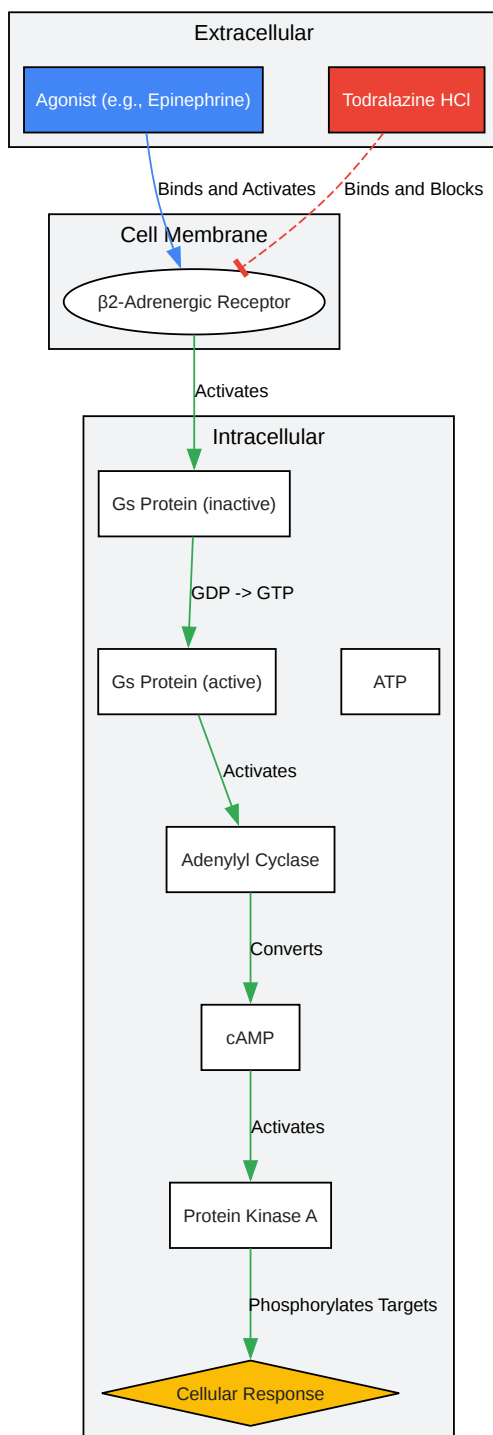 Extracellular
Agonist (e.g., Epinephrine)
Todralazine HCl
Binds and Activates
Binds and Blocks
Cell Membrane
β2-Adrenergic Receptor
Activates
Intracellular
Gs Protein (inactive)
GDP -> GTP
Gs Protein (active)
ATP
Activates
Adenylyl Cyclase
Converts
cAMP
Activates
Protein Kinase A
Phosphorylates Targets
Cellular Response